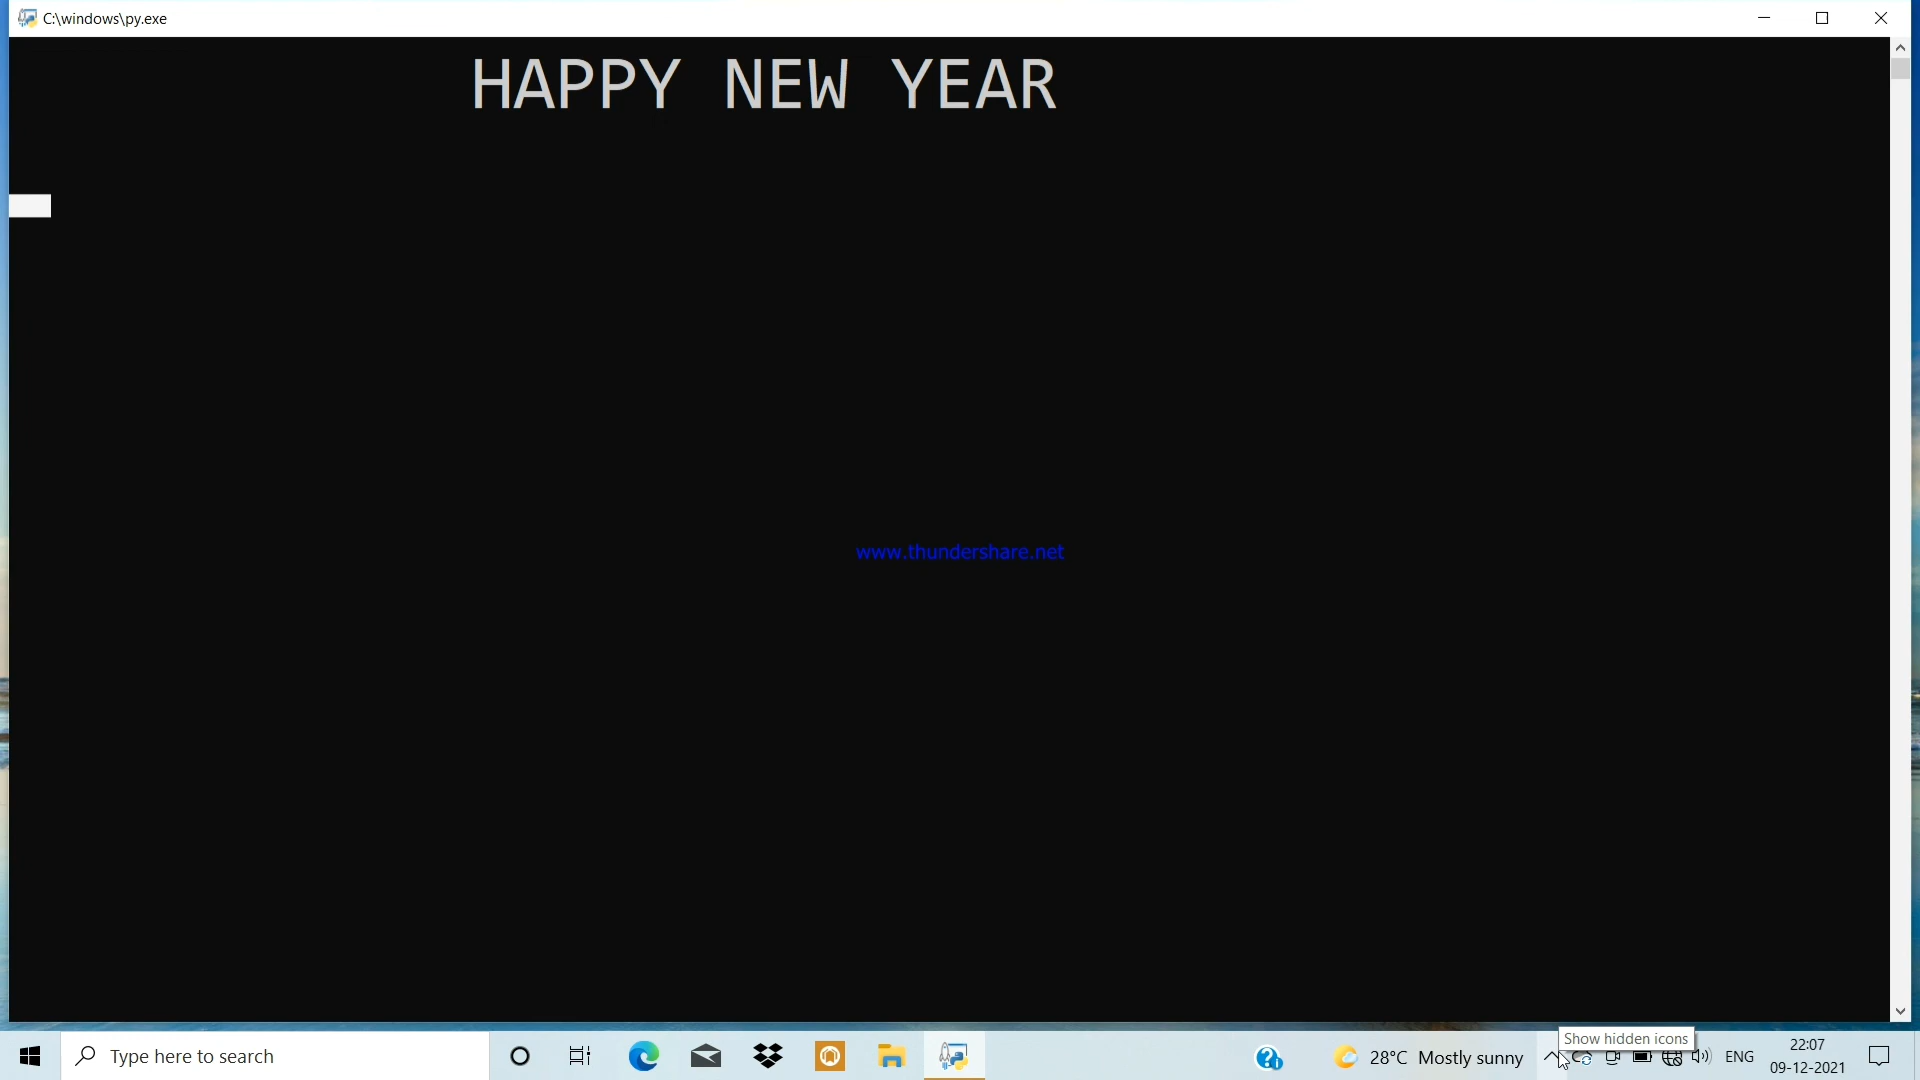 C:\windows\py.exe
HAPPY NEW YEAR
www.thundershare.net
Show hidden icons
Type here to search
28°C Mostly sunny
ENG
22:07
09-12-2021